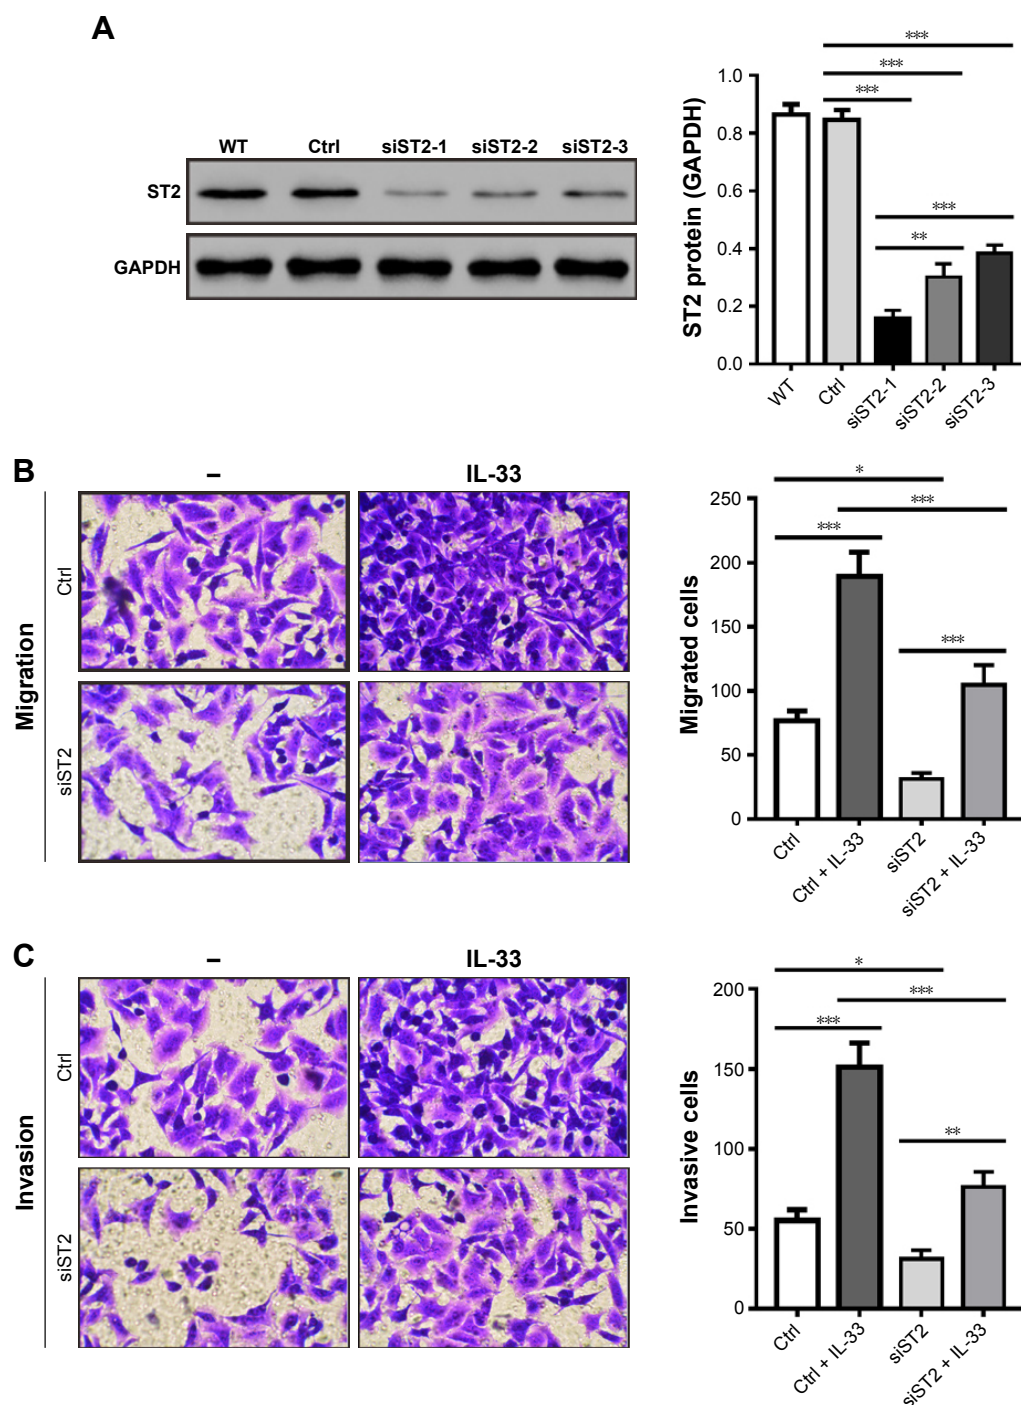 A
WT Ctrl siST2-1 siST2-2 siST2-3
ST2
GAPDH
ST2 protein (GAPDH)
1.0
0.8
0.6
0.4
0.2
0.0
***
***
***
***
**
WT Ctrl siST2-1 siST2-2 siST2-3
B
– IL-33
Migration
Ctrl
siST2
Migrated cells
250
200
150
100
50
0
*
***
***
***
Ctrl Ctrl + IL-33 siST2 siST2 + IL-33
C
– IL-33
Invasion
Ctrl
siST2
Invasive cells
200
150
100
50
0
*
***
***
**
Ctrl Ctrl + IL-33 siST2 siST2 + IL-33